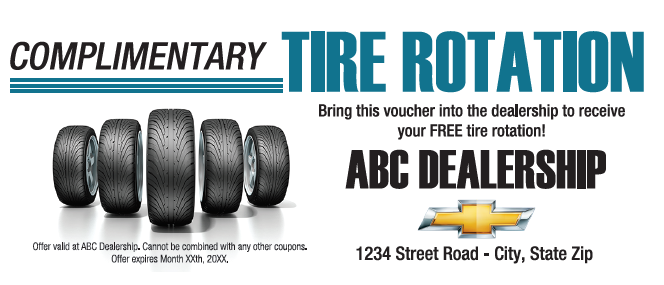 COMPLIMENTARY TIRE ROTATION
Bring this voucher into the dealership to receive
your FREE tire rotation!
ABC DEALERSHIP
1234 Street Road - City, State Zip
Offer valid at ABC Dealership. Cannot be combined with any other coupons.
Offer expires Month XXth, 20XX.